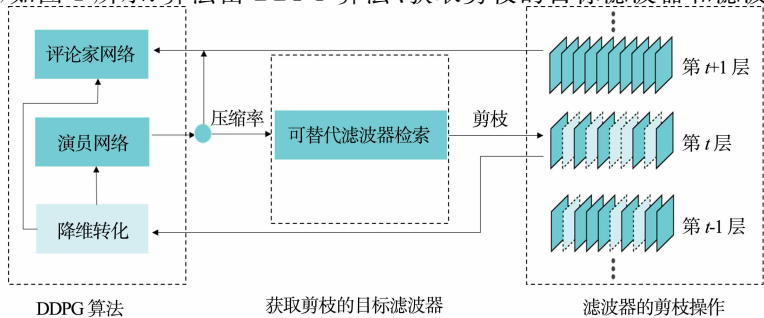 评论家网络
第 t+1 层
压缩率
剪枝
演员网络
可替代滤波器检索
第 t 层
降维转化
第 t-1 层
DDPG 算法
获取剪枝的目标滤波器
滤波器的剪枝操作